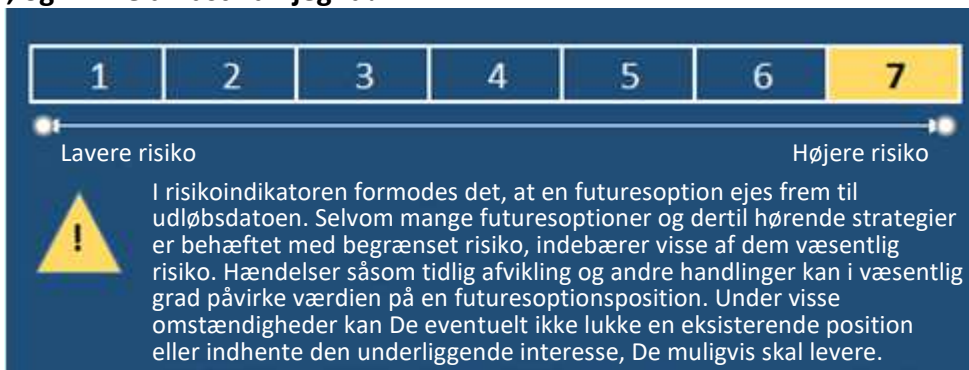 1 2 3 4 5 6 7
Lavere risiko Højere risiko
I risikoindikatoren formodes det, at en futuresoption ejes frem til
udløbsdatoen. Selvom mange futuresoptioner og dertil hørende strategier
er behæftet med begrænset risiko, indebærer visse af dem væsentlig
risiko. Hændelser såsom tidlig afvikling og andre handlinger kan i væsentlig
grad påvirke værdien på en futuresoptionsposition. Under visse
omstændigheder kan De eventuelt ikke lukke en eksisterende position
eller indhente den underliggende interesse, De muligvis skal levere.